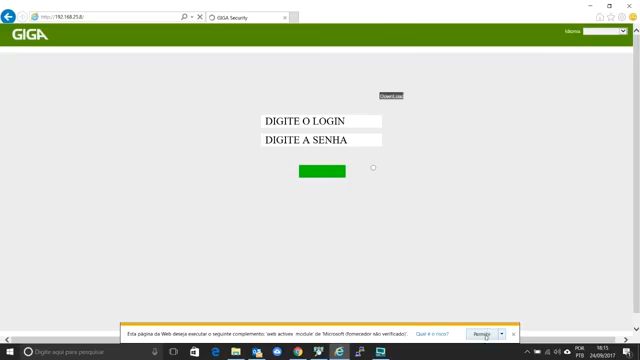 http://192.168.25.8/
GIGA Security
GIGA
Idioma
Download
DIGITE O LOGIN
DIGITE A SENHA
Esta página da Web deseja executar o seguinte complemento: 'web activex module' de 'Microsoft (fornecedor não verificado)'.
Qual é o risco?
Permitir
Digite aqui para pesquisar
POR
PTB
18:15
24/09/2017